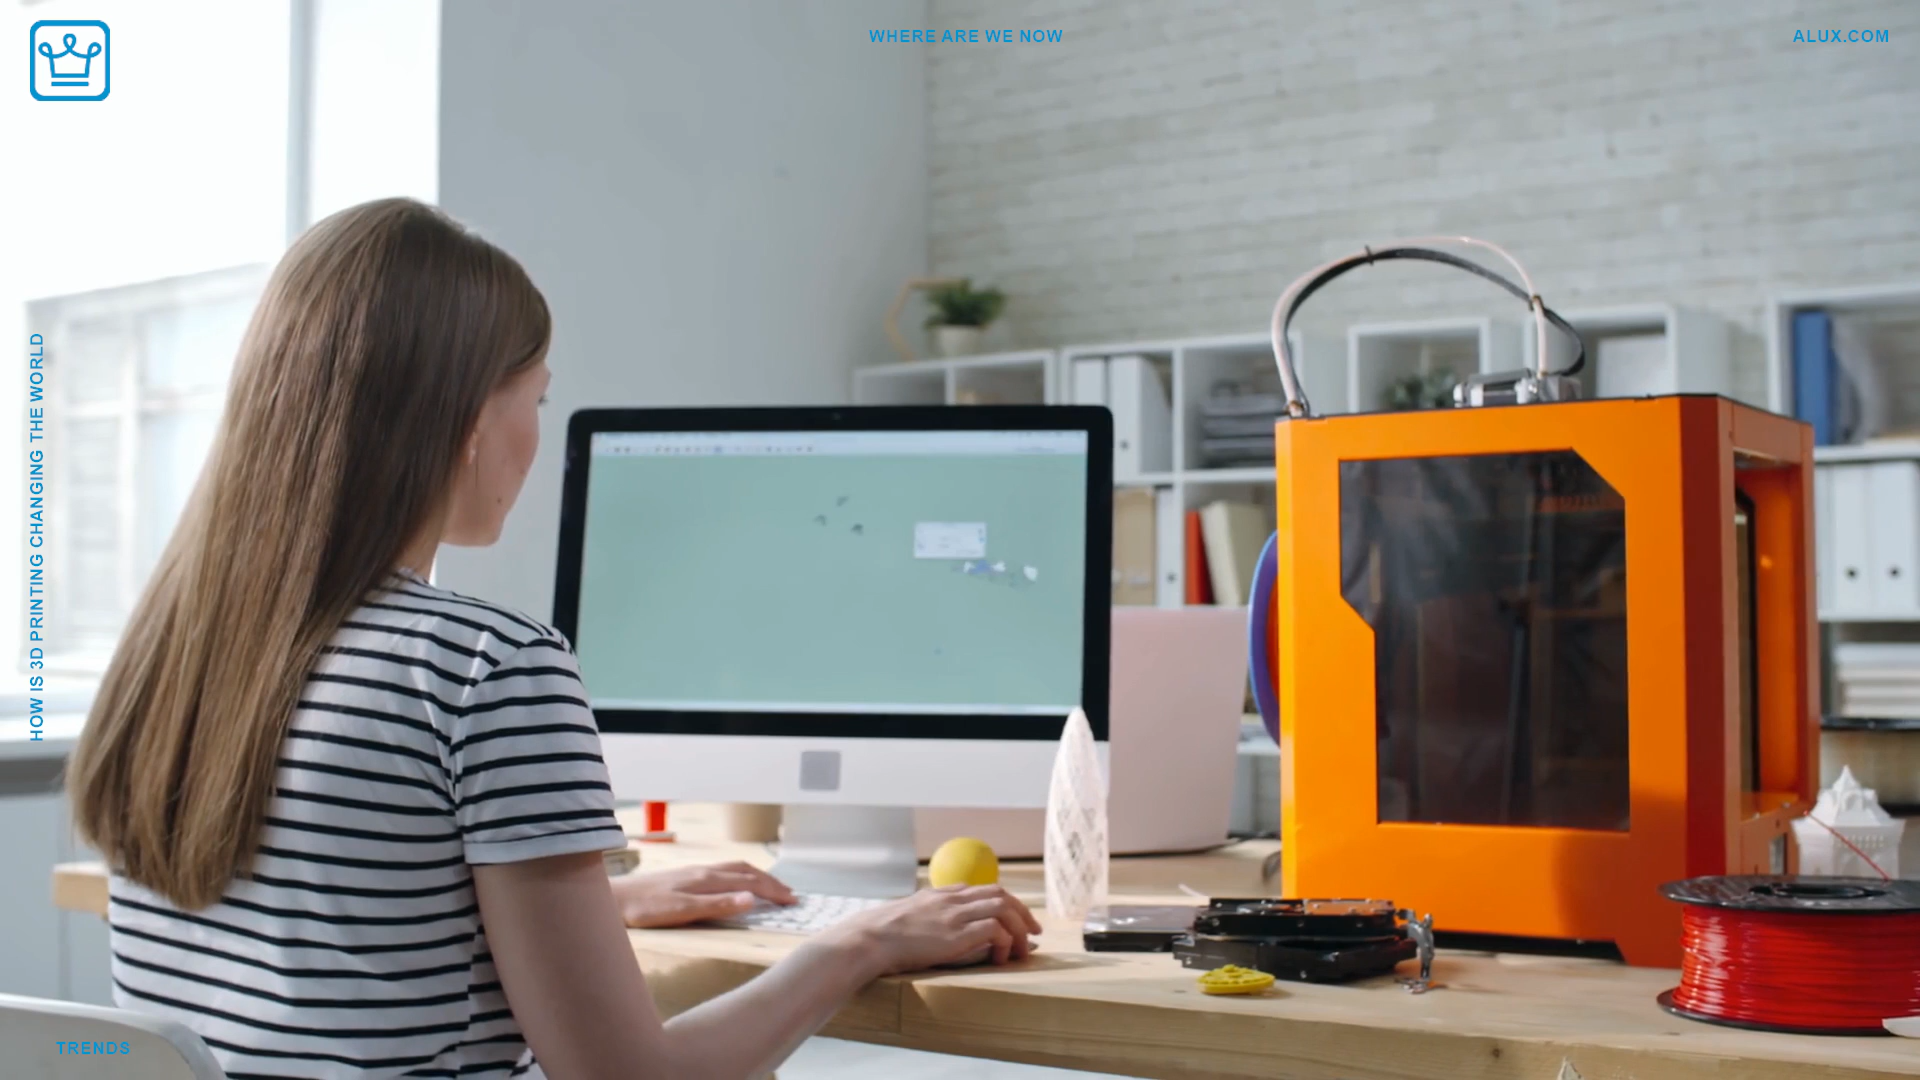 WHERE ARE WE NOW
ALUX.COM
HOW IS 3D PRINTING CHANGING THE WORLD
TRENDS